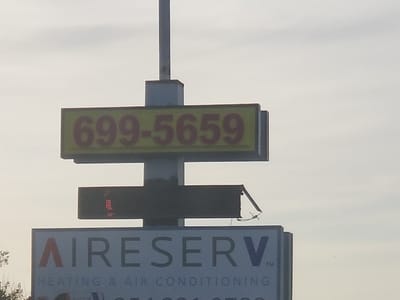 699-5659
AIRESERV
HEATING & AIR CONDITIONING